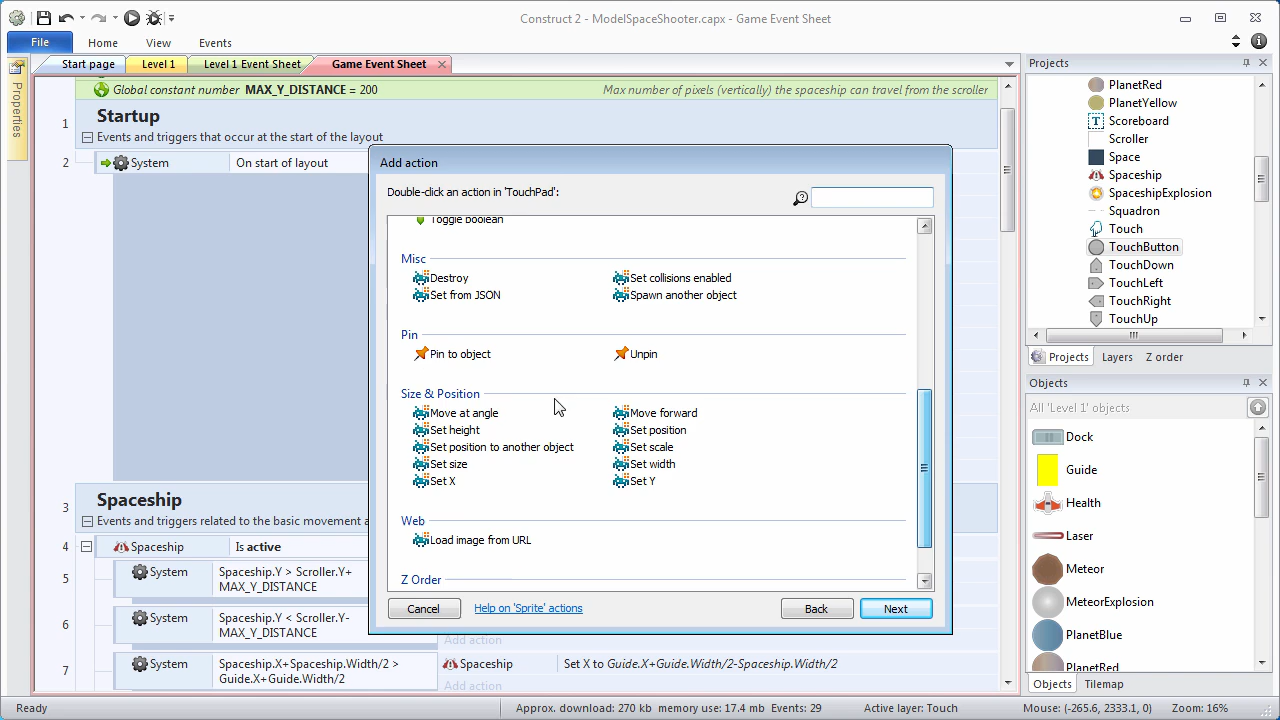 Construct 2 - ModelSpaceShooter.capx - Game Event Sheet
File Home View Events
Start page Level 1 Level 1 Event Sheet Game Event Sheet
Properties
Global constant number MAX_Y_DISTANCE = 200 Max number of pixels (vertically) the spaceship can travel from the scroller
1 Startup
Events and triggers that occur at the start of the layout
2 System On start of layout
Add action
Double-click an action in 'TouchPad':
Toggle boolean
Misc
Destroy Set collisions enabled
Set from JSON Spawn another object
Pin
Pin to object Unpin
Size & Position
Move at angle Move forward
Set height Set position
Set position to another object Set scale
Set size Set width
Set X Set Y
Web
Load image from URL
Z Order
Cancel Help on 'Sprite' actions Back Next
3 Spaceship
Events and triggers related to the basic movement a
4 Spaceship Is active
5 System Spaceship.Y > Scroller.Y+
MAX_Y_DISTANCE
6 System Spaceship.Y < Scroller.Y-
MAX_Y_DISTANCE
Add action
7 System Spaceship.X+Spaceship.Width/2 >
Guide.X+Guide.Width/2
Spaceship Set X to Guide.X+Guide.Width/2-Spaceship.Width/2
Add action
Projects
PlanetRed
PlanetYellow
Scoreboard
Scroller
Space
Spaceship
SpaceshipExplosion
Squadron
Touch
TouchButton
TouchDown
TouchLeft
TouchRight
TouchUp
Projects Layers Z order
Objects
All 'Level 1' objects
Dock
Guide
Health
Laser
Meteor
MeteorExplosion
PlanetBlue
PlanetRed
Objects Tilemap
Ready Approx. download: 270 kb memory use: 17.4 mb Events: 29 Active layer: Touch Mouse: (-265.6, 2333.1, 0) Zoom: 16%